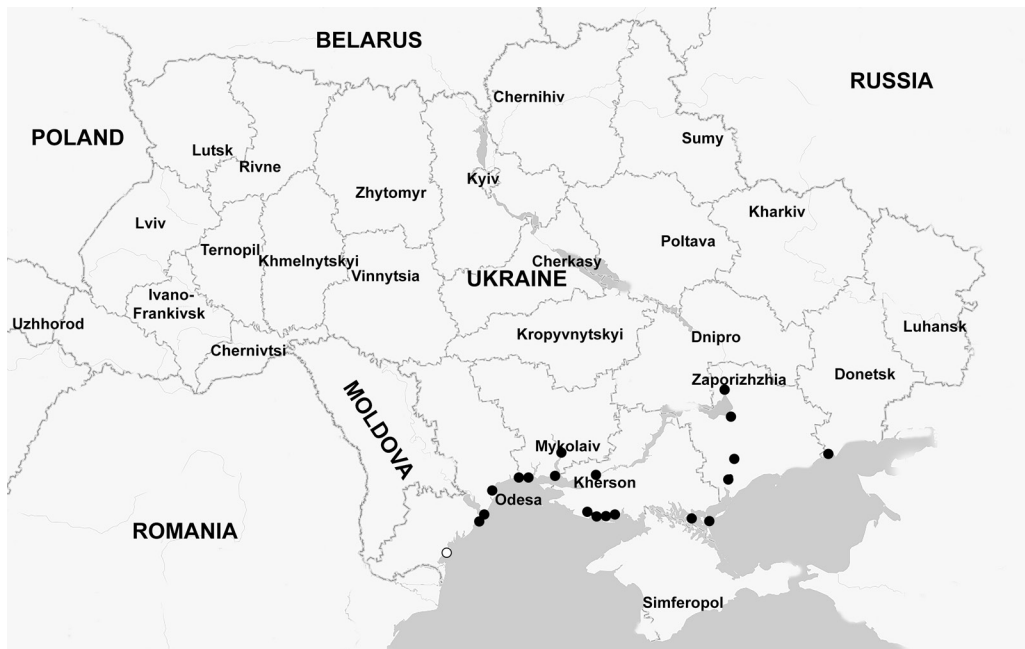 BELARUS
RUSSIA
Chernihiv
POLAND
Sumy
Lutsk
Rivne
Kyiv
Zhytomyr
Kharkiv
Lviv
Poltava
Ternopil
Khmelnytskyi
Cherkasy
Vinnytsia
UKRAINE
Ivano-
Frankivsk
Uzhhorod
Luhansk
Kropyvnytskyi
Dnipro
Chernivtsi
Donetsk
Zaporizhzhia
MOLDOVA
Mykolaiv
Kherson
Odesa
ROMANIA
Simferopol